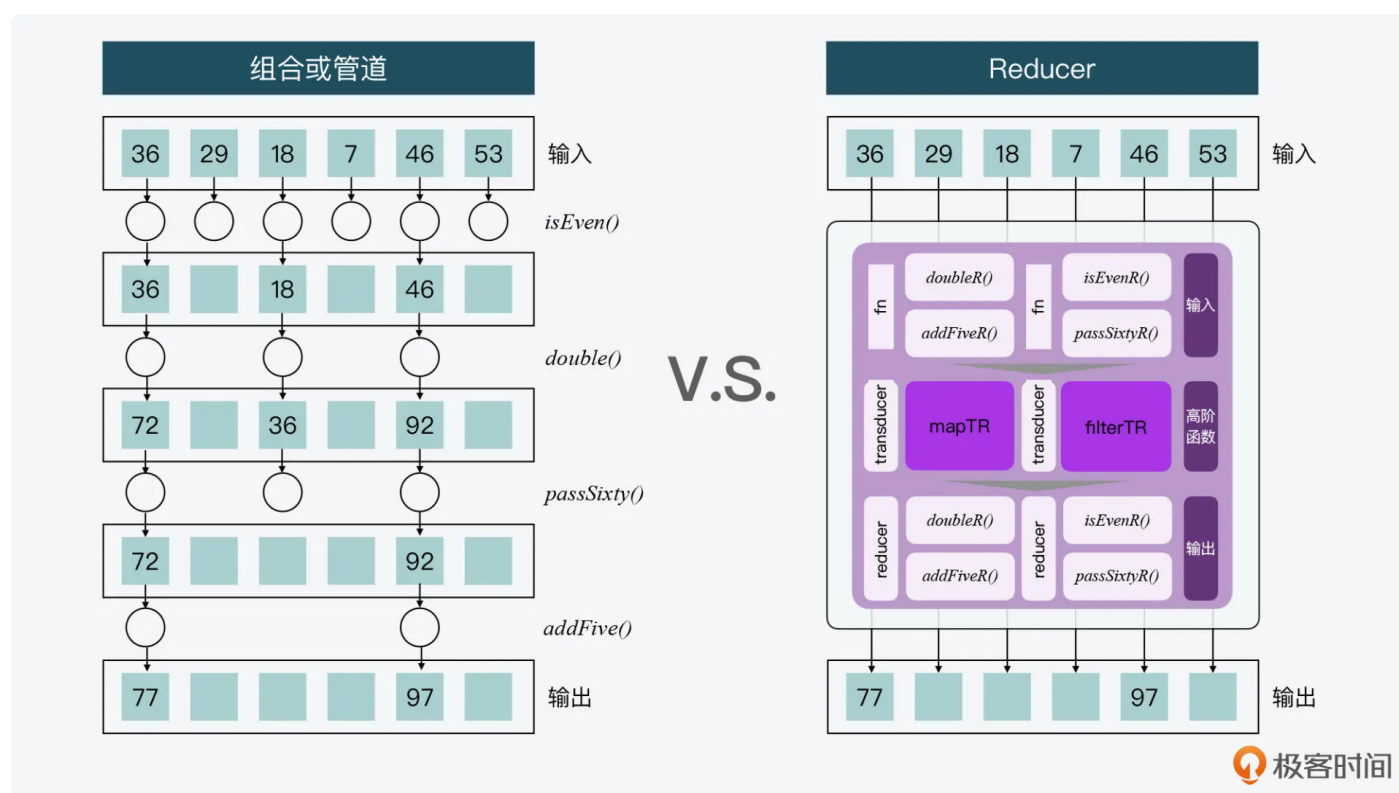 组合或管道
36 29 18 7 46 53 输入
isEven()
36 18 46
double()
72 36 92
passSixty()
72 92
addFive()
77 97 输出
V.S.
Reducer
36 29 18 7 46 53 输入
fn doubleR() fn isEvenR() 输入
addFiveR() passSixtyR()
transducer mapTR transducer filterTR 高阶
函数
reducer doubleR() reducer isEvenR() 输出
addFiveR() passSixtyR()
77 97 输出
极客时间